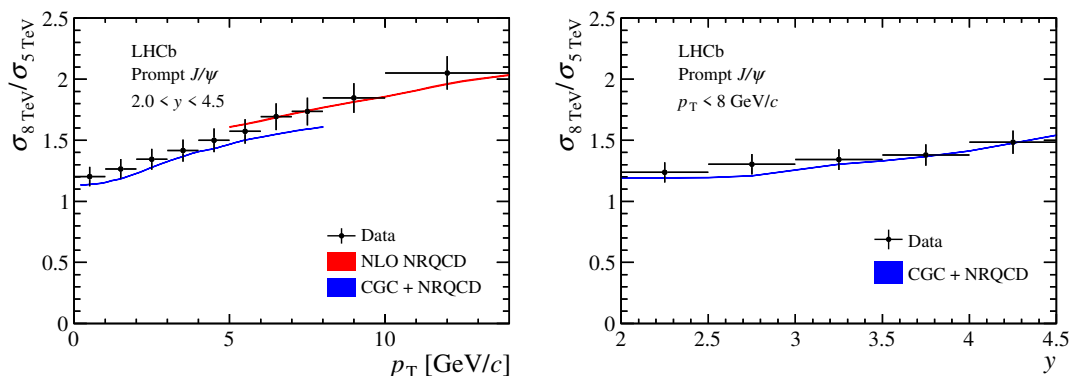 σ8 TeV/σ5 TeV
2.5
2
1.5
1
0.5
0
LHCb
Prompt J/ψ
2.0 < y < 4.5
Data
NLO NRQCD
CGC + NRQCD
0 5 10
pT [GeV/c]
σ8 TeV/σ5 TeV
2.5
2
1.5
1
0.5
0
LHCb
Prompt J/ψ
pT < 8 GeV/c
Data
CGC + NRQCD
2 2.5 3 3.5 4 4.5
y